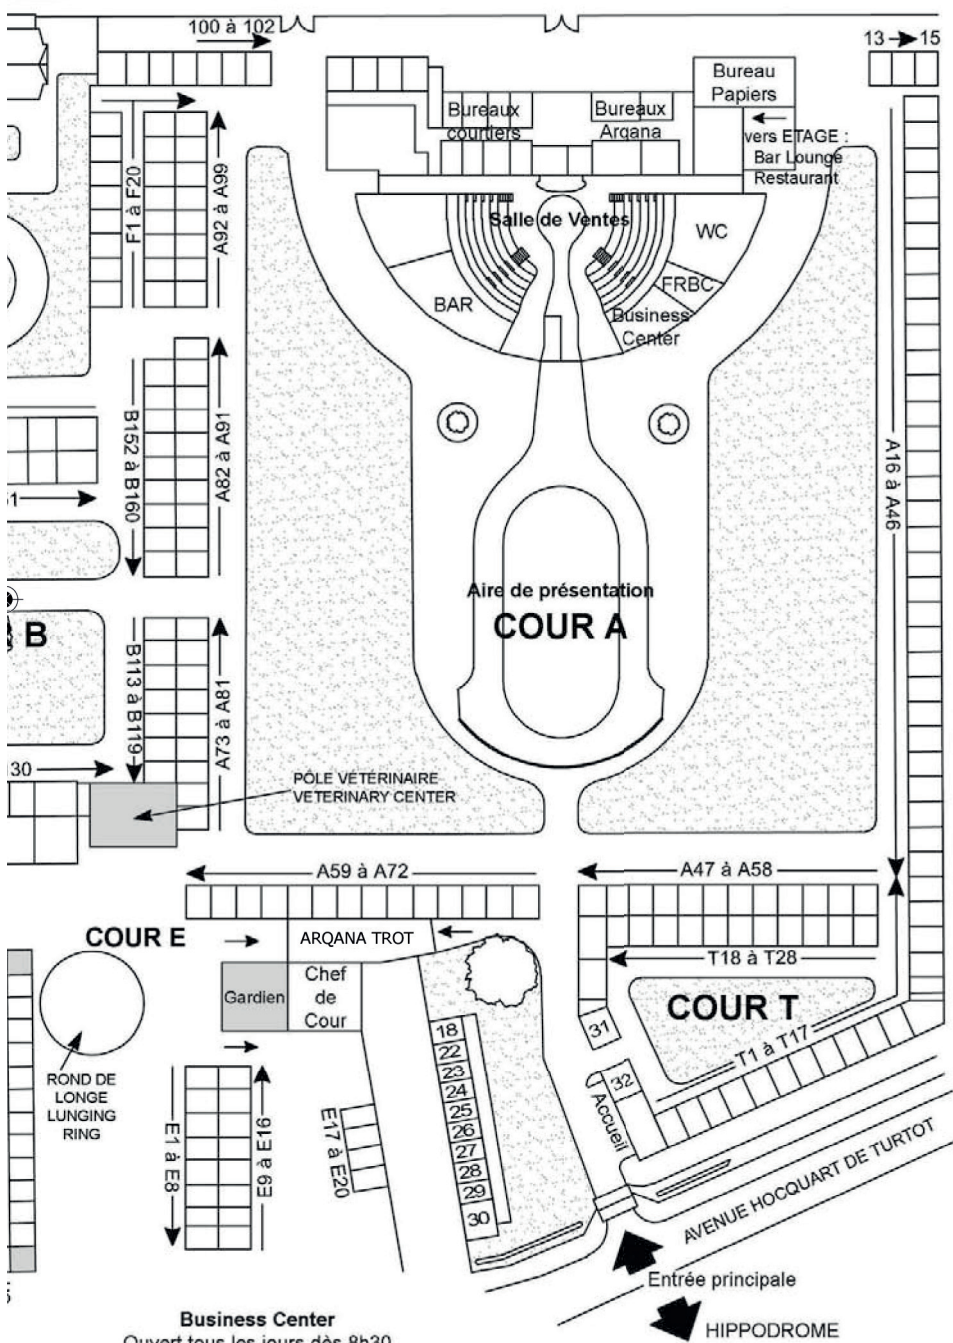 100 à 102
13 15
Bureau
Papiers
Bureaux
courtiers
Bureaux
Arqana
vers ETAGE :
Bar Lounge
Restaurant
F1 à F20
A92 à A99
Salle de Ventes
WC
BAR
FRBC
Business
Center
B152 à B160
A82 à A91
A16 à A46
1
Aire de présentation
COUR A
B
B113 à B119
A73 à A81
30
PÔLE VÉTÉRINAIRE
VETERINARY CENTER
A59 à A72
A47 à A58
COUR E
ARQANA TROT
T18 à T28
Gardien
Chef
de
Cour
COUR T
18
22
23
24
25
26
27
28
29
30
31
32
T1 à T17
Accueil
ROND DE
LONGE
LUNGING
RING
E1 à E8
E9 à E16
E17 à E20
AVENUE HOCQUART DE TURTOT
Entrée principale
HIPPODROME
Business Center
Ouvert tous les jours dès 8h30